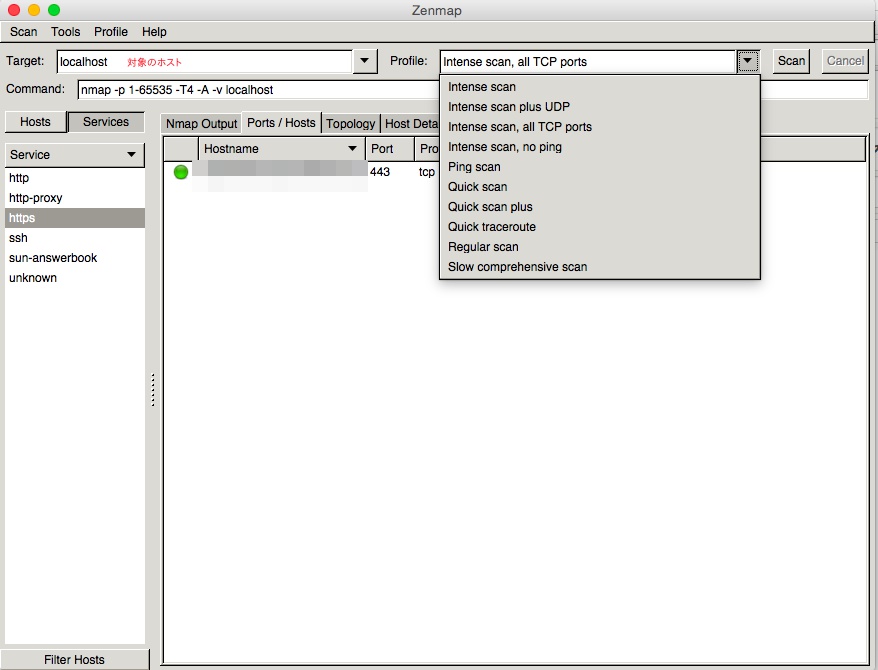 Zenmap
Scan Tools Profile Help
Target: localhost 対象のホスト Profile: Intense scan, all TCP ports Scan Cancel
Command: nmap -p 1-65535 -T4 -A -v localhost
Hosts Services
Nmap Output Ports / Hosts Topology Host Deta
Service
Hostname Port Pro
443 tcp
http
http-proxy
https
ssh
sun-answerbook
unknown
Intense scan
Intense scan plus UDP
Intense scan, all TCP ports
Intense scan, no ping
Ping scan
Quick scan
Quick scan plus
Quick traceroute
Regular scan
Slow comprehensive scan
Filter Hosts